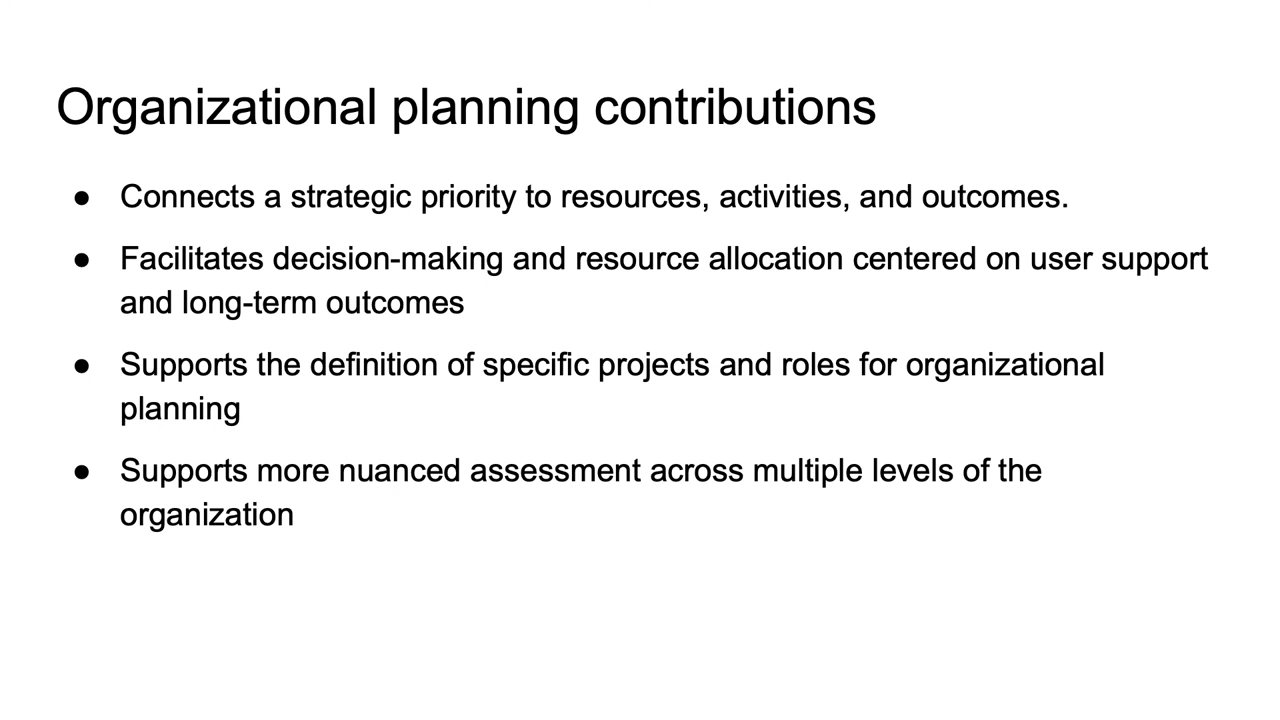 Organizational planning contributions
● Connects a strategic priority to resources, activities, and outcomes.
● Facilitates decision-making and resource allocation centered on user support
and long-term outcomes
● Supports the definition of specific projects and roles for organizational
planning
● Supports more nuanced assessment across multiple levels of the
organization